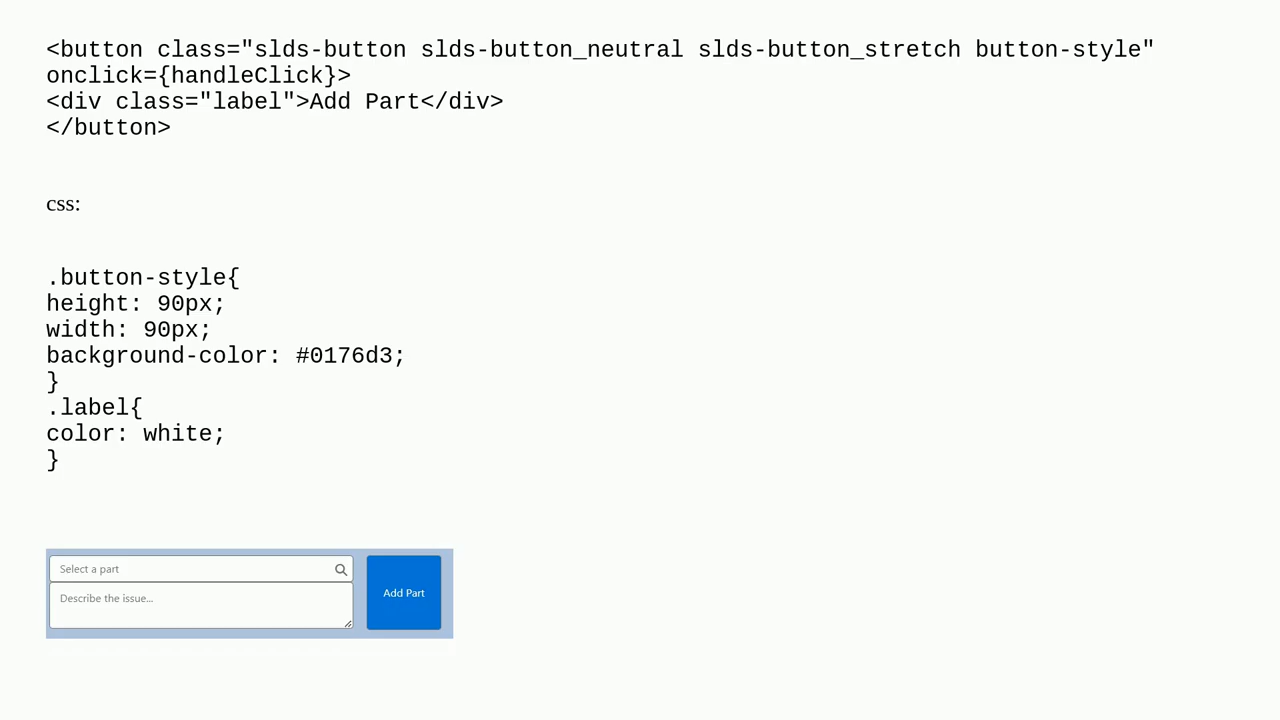 <button class="slds-button slds-button_neutral slds-button_stretch button-style"
onclick={handleClick}>
<div class="label">Add Part</div>
</button>
css:
.button-style{
height: 90px;
width: 90px;
background-color: #0176d3;
}
.label{
color: white;
}
Select a part
Describe the issue...
Add Part